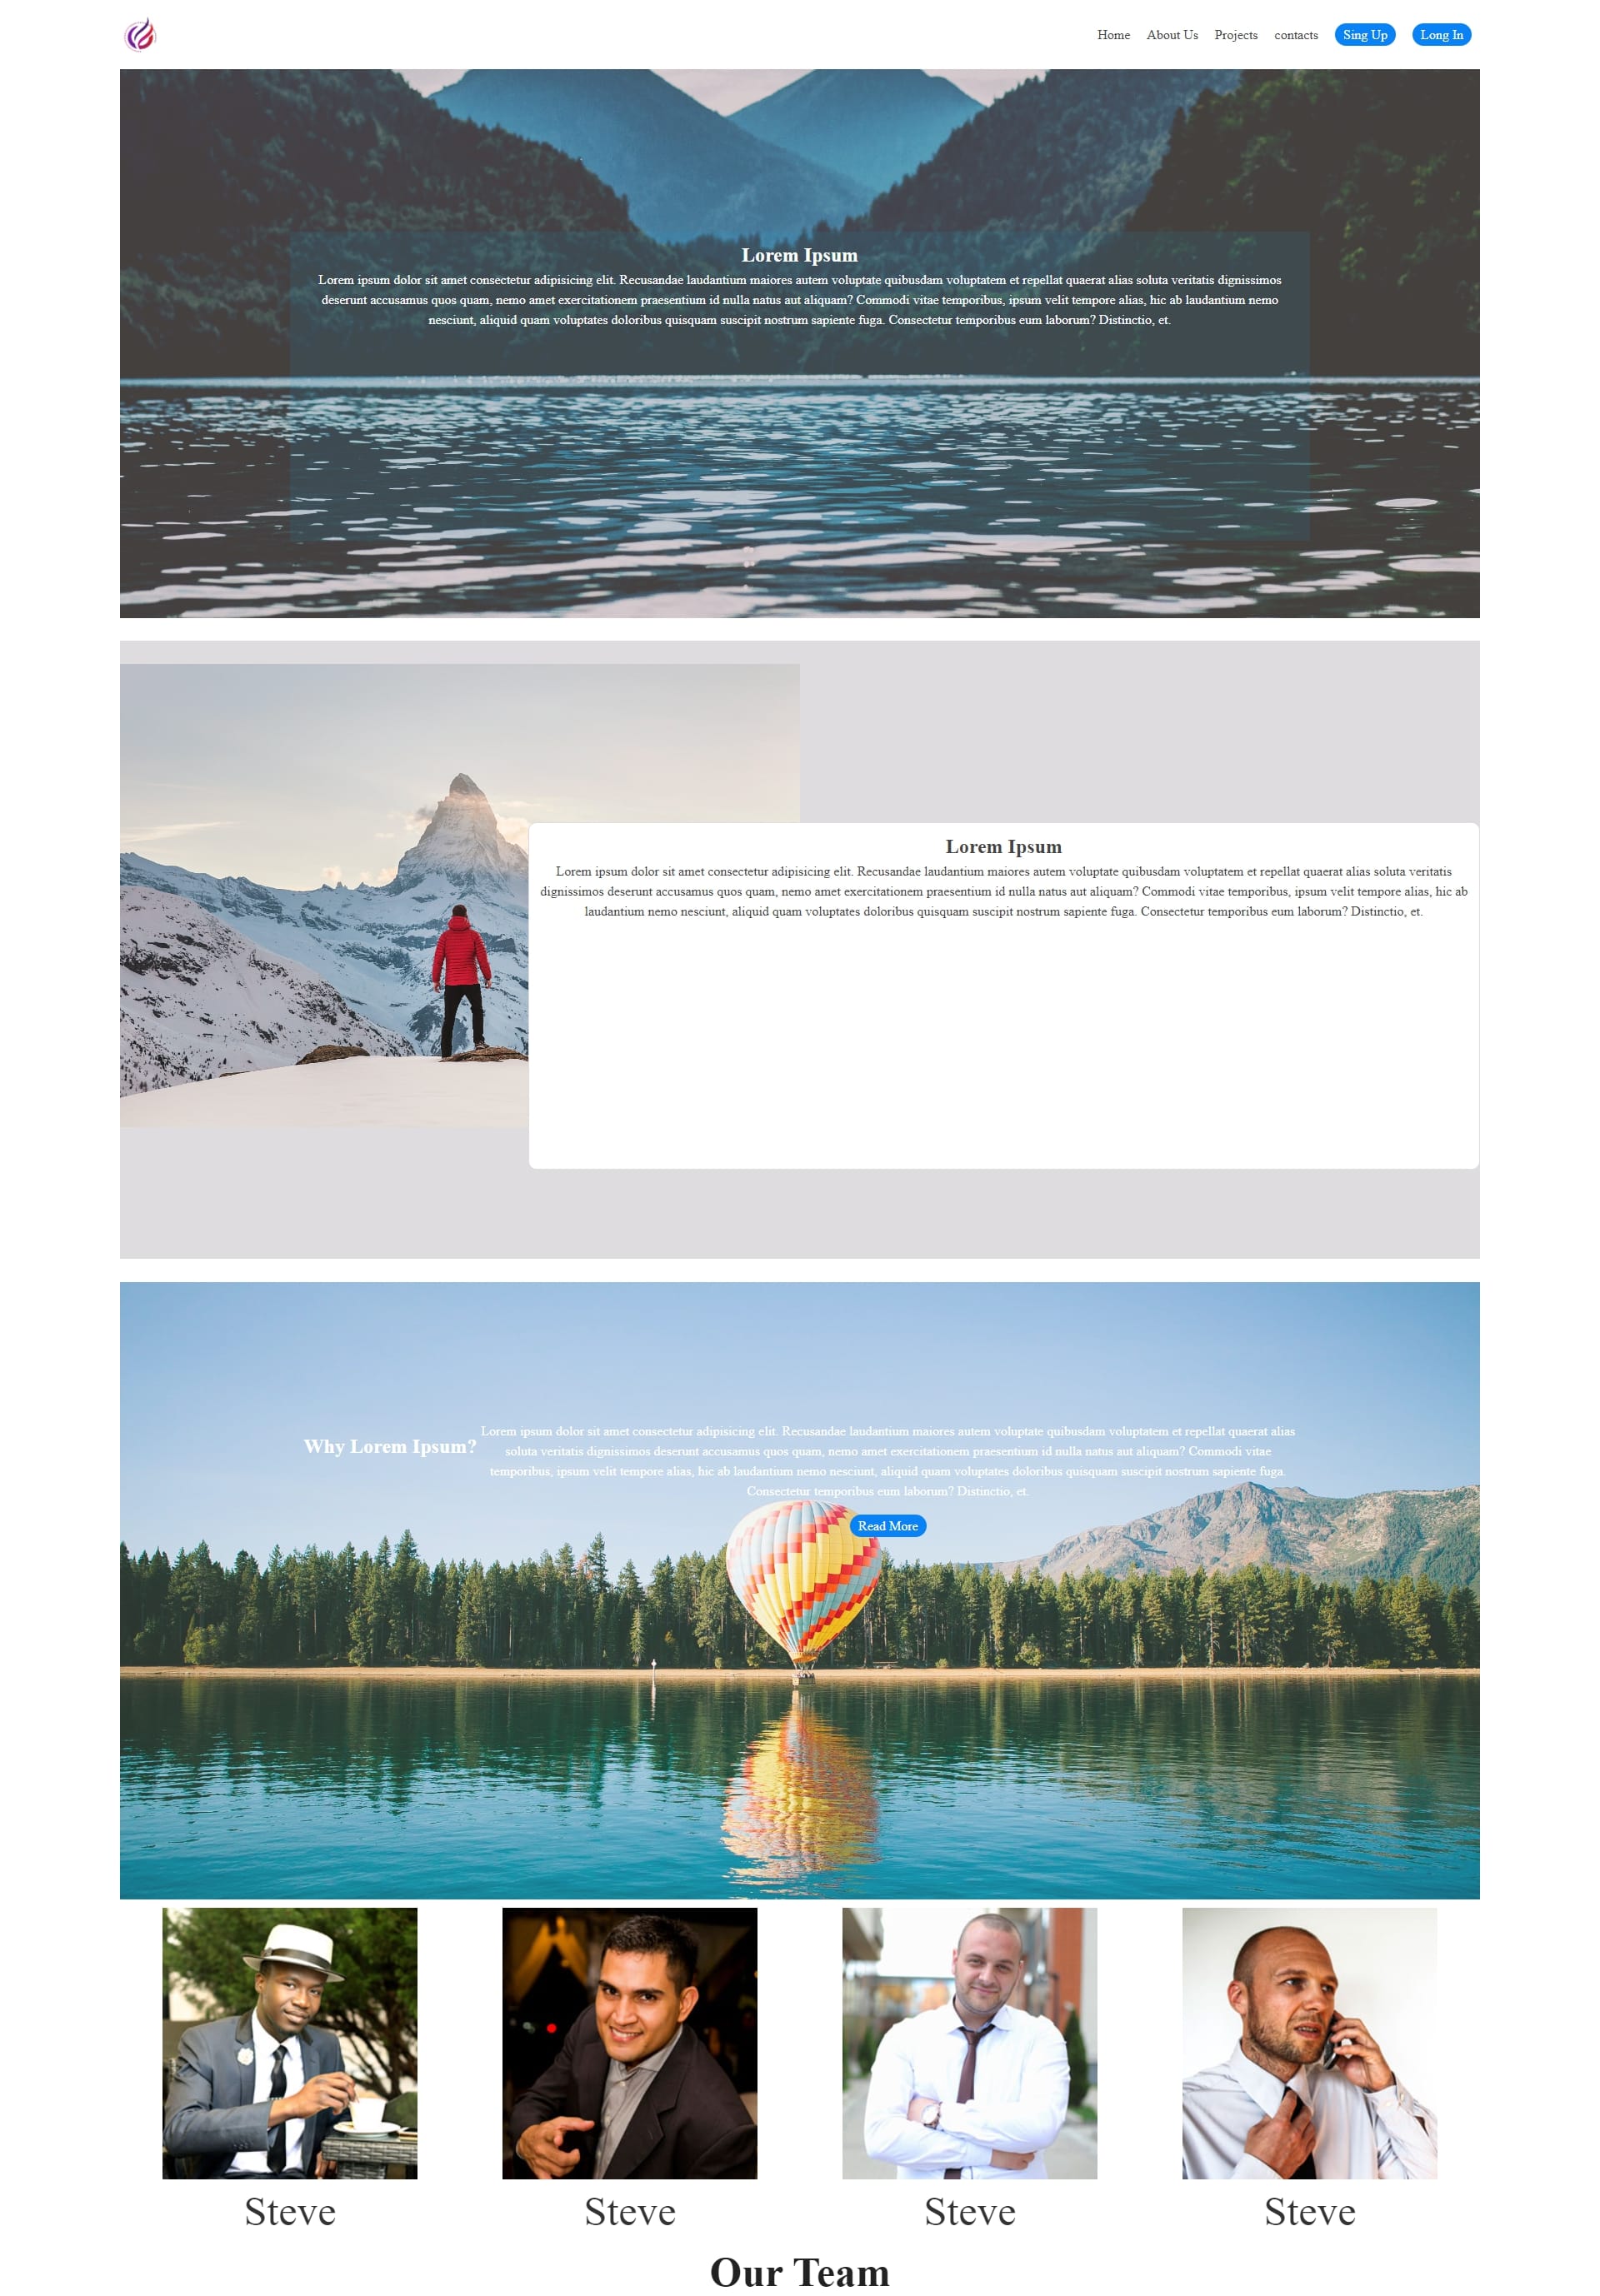 Home About Us Projects contacts Sing Up Long In
Lorem Ipsum
Lorem ipsum dolor sit amet consectetur adipisicing elit. Recusandae laudantium maiores autem voluptate quibusdam voluptatem et repellat quaerat alias soluta veritatis dignissimos
deserunt accusamus quos quam, nemo amet exercitationem praesentium id nulla natus aut aliquam? Commodi vitae temporibus, ipsum velit tempore alias, hic ab laudantium nemo
nesciunt, aliquid quam voluptates doloribus quisquam suscipit nostrum sapiente fuga. Consectetur temporibus eum laborum? Distinctio, et.
Lorem Ipsum
Lorem ipsum dolor sit amet consectetur adipisicing elit. Recusandae laudantium maiores autem voluptate quibusdam voluptatem et repellat quaerat alias soluta veritatis
dignissimos deserunt accusamus quos quam, nemo amet exercitationem praesentium id nulla natus aut aliquam? Commodi vitae temporibus, ipsum velit tempore alias, hic ab
laudantium nemo nesciunt, aliquid quam voluptates doloribus quisquam suscipit nostrum sapiente fuga. Consectetur temporibus eum laborum? Distinctio, et.
Why Lorem Ipsum?
Lorem ipsum dolor sit amet consectetur adipisicing elit. Recusandae laudantium maiores autem voluptate quibusdam voluptatem et repellat quaerat alias
soluta veritatis dignissimos deserunt accusamus quos quam, nemo amet exercitationem praesentium id nulla natus aut aliquam? Commodi vitae
temporibus, ipsum velit tempore alias, hic ab laudantium nemo nesciunt, aliquid quam voluptates doloribus quisquam suscipit nostrum sapiente fuga.
Consectetur temporibus eum laborum? Distinctio, et.
Read More
Steve Steve Steve Steve
Our Team